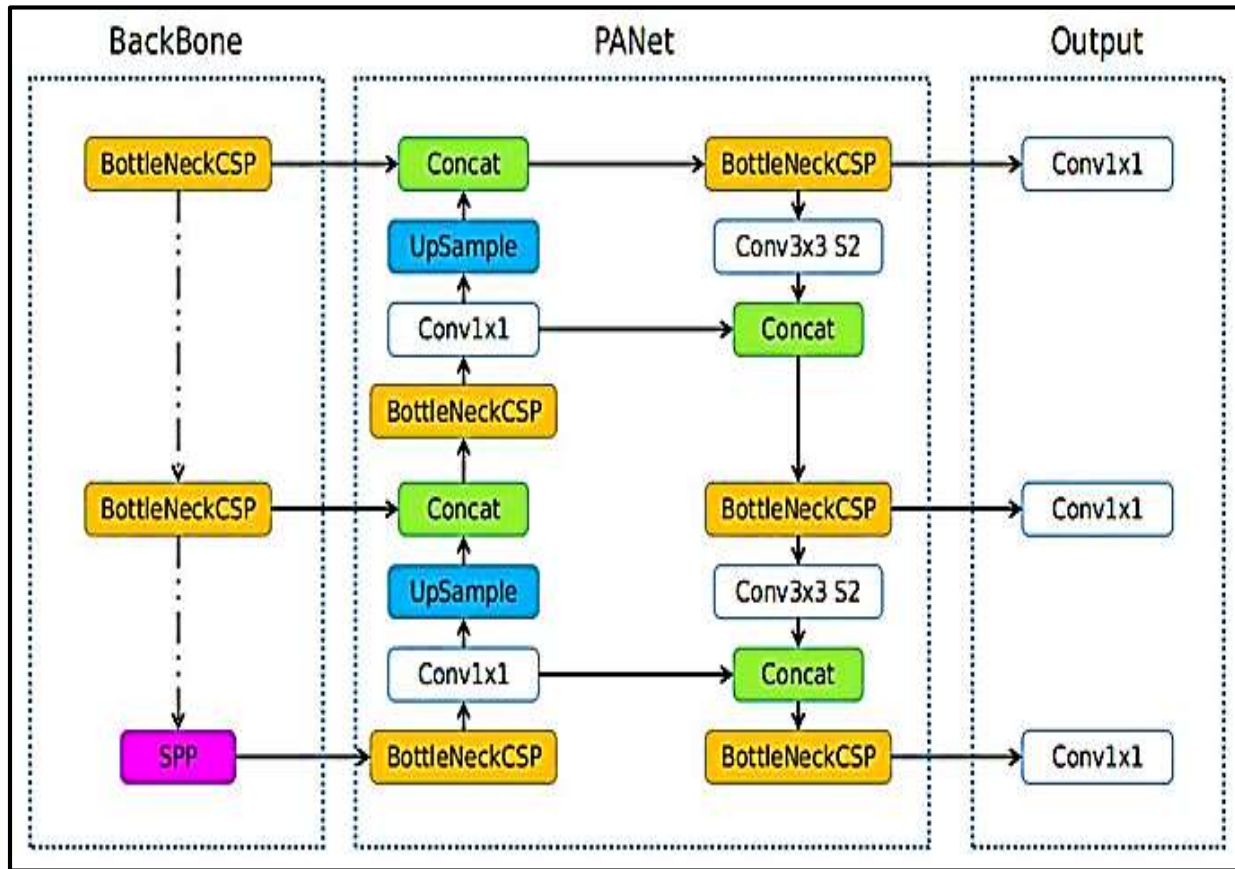 BackBone PANet Output
BottleNeckCSP Concat BottleNeckCSP Conv1x1
UpSample Conv3x3 S2
Conv1x1 Concat
BottleNeckCSP
BottleNeckCSP Concat BottleNeckCSP Conv1x1
UpSample Conv3x3 S2
Conv1x1 Concat
SPP BottleNeckCSP BottleNeckCSP Conv1x1